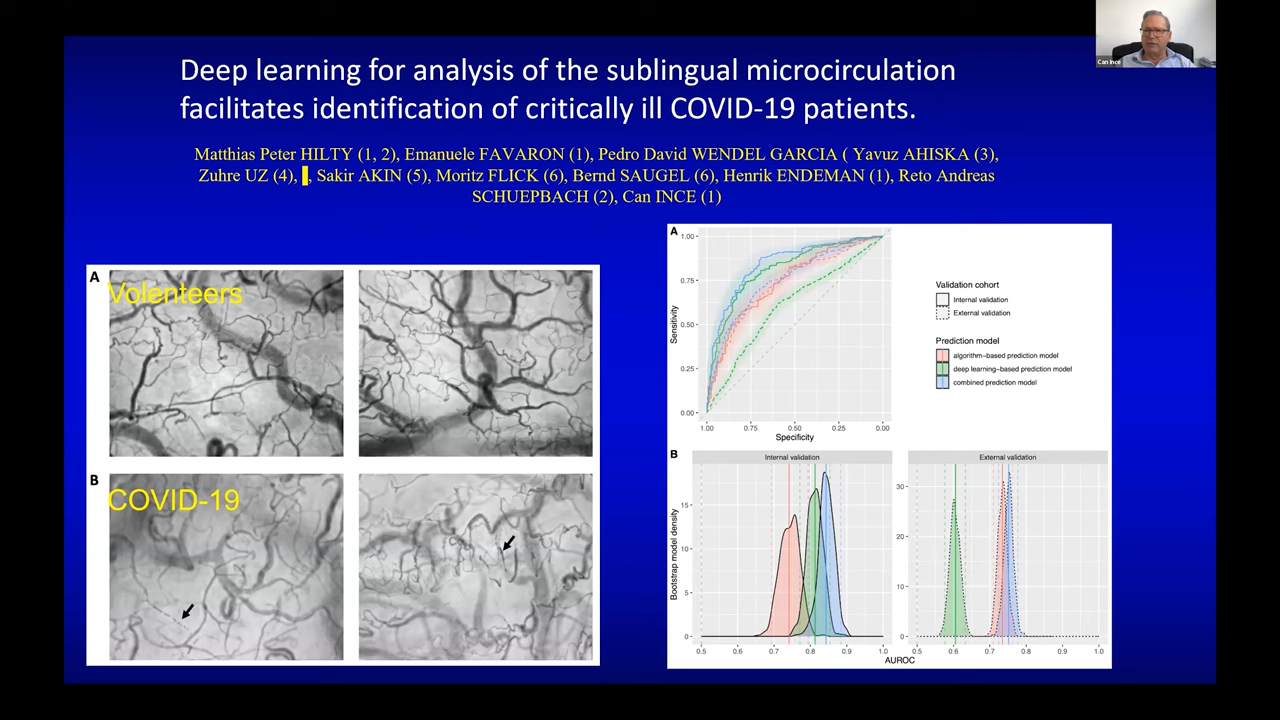 Can Ince
Deep learning for analysis of the sublingual microcirculation
facilitates identification of critically ill COVID-19 patients.
Matthias Peter HILTY (1, 2), Emanuele FAVARON (1), Pedro David WENDEL GARCIA ( Yavuz AHISKA (3),
Zuhre UZ (4), , Sakir AKIN (5), Moritz FLICK (6), Bernd SAUGEL (6), Henrik ENDEMAN (1), Reto Andreas
SCHUEPBACH (2), Can INCE (1)
A
Volenteers
B
COVID-19
A
1.00
0.75
0.50
0.25
0.00
Sensitivity
1.00 0.75 0.50 0.25 0.00
Specificity
Validation cohort
Internal validation
External validation
Prediction model
algorithm-based prediction model
deep learning-based prediction model
combined prediction model
B
Internal validation
External validation
Bootstrap model density
15
10
5
0
30
20
10
0
0.5 0.6 0.7 0.8 0.9 1.0
0.5 0.6 0.7 0.8 0.9 1.0
AUROC